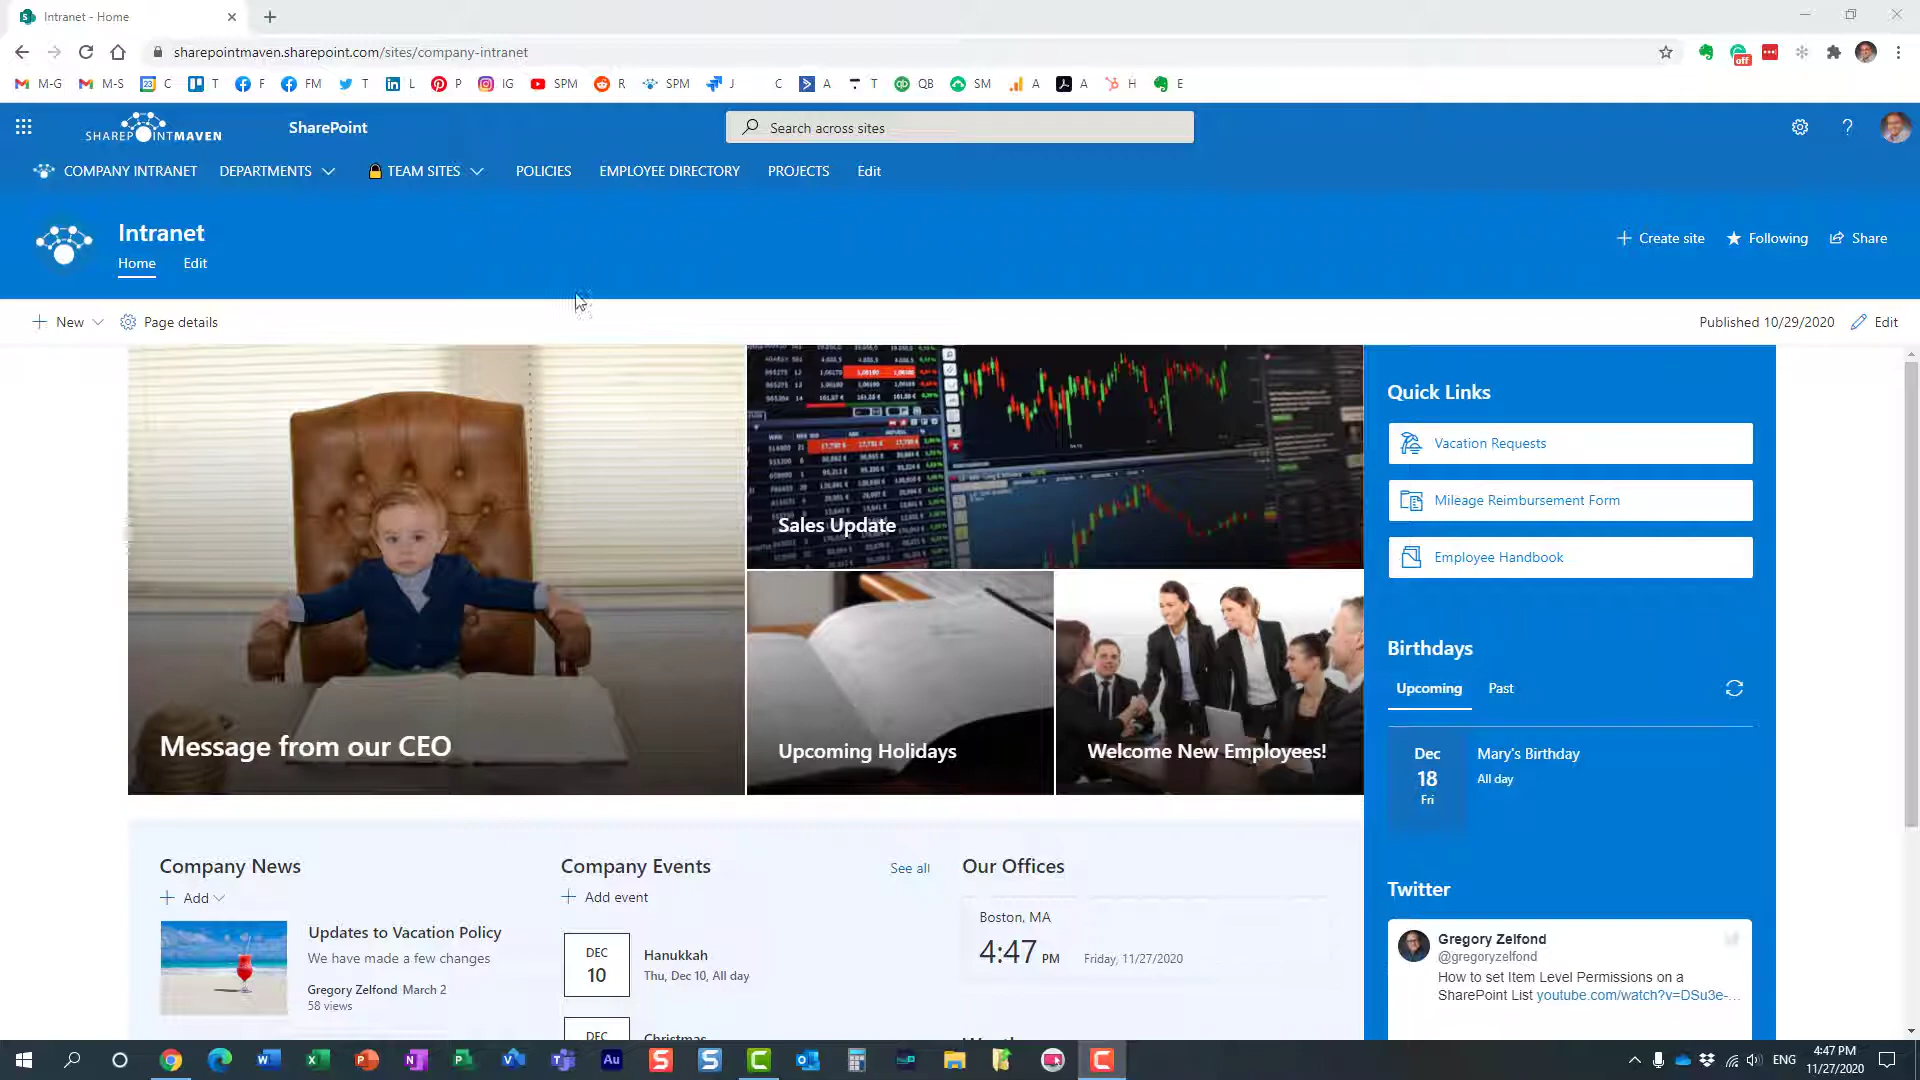 Intranet - Home
sharepointmaven.sharepoint.com/sites/company-intranet
M-G M-S C T F FM T L P IG SPM R SPM J C A T QB SM A A H E
off
SHAREPOINTMAVEN SharePoint Search across sites
COMPANY INTRANET DEPARTMENTS TEAM SITES POLICIES EMPLOYEE DIRECTORY PROJECTS Edit
Intranet
Home Edit
Create site Following Share
New Page details Published 10/29/2020 Edit
Message from our CEO
Sales Update
Upcoming Holidays
Welcome New Employees!
Quick Links
Vacation Requests
Mileage Reimbursement Form
Employee Handbook
Birthdays
Upcoming Past
Dec
18
Fri
Mary's Birthday
All day
Twitter
Gregory Zelfond
@gregoryzelfond
How to set Item Level Permissions on a
SharePoint List youtube.com/watch?v=DSu3e-...
Company News
Add
Updates to Vacation Policy
We have made a few changes
Gregory Zelfond March 2
58 views
Company Events See all
Add event
DEC
10
Hanukkah
Thu, Dec 10, All day
DEC
Christmas
Our Offices
Boston, MA
4:47 PM Friday, 11/27/2020
ENG
4:47 PM
11/27/2020